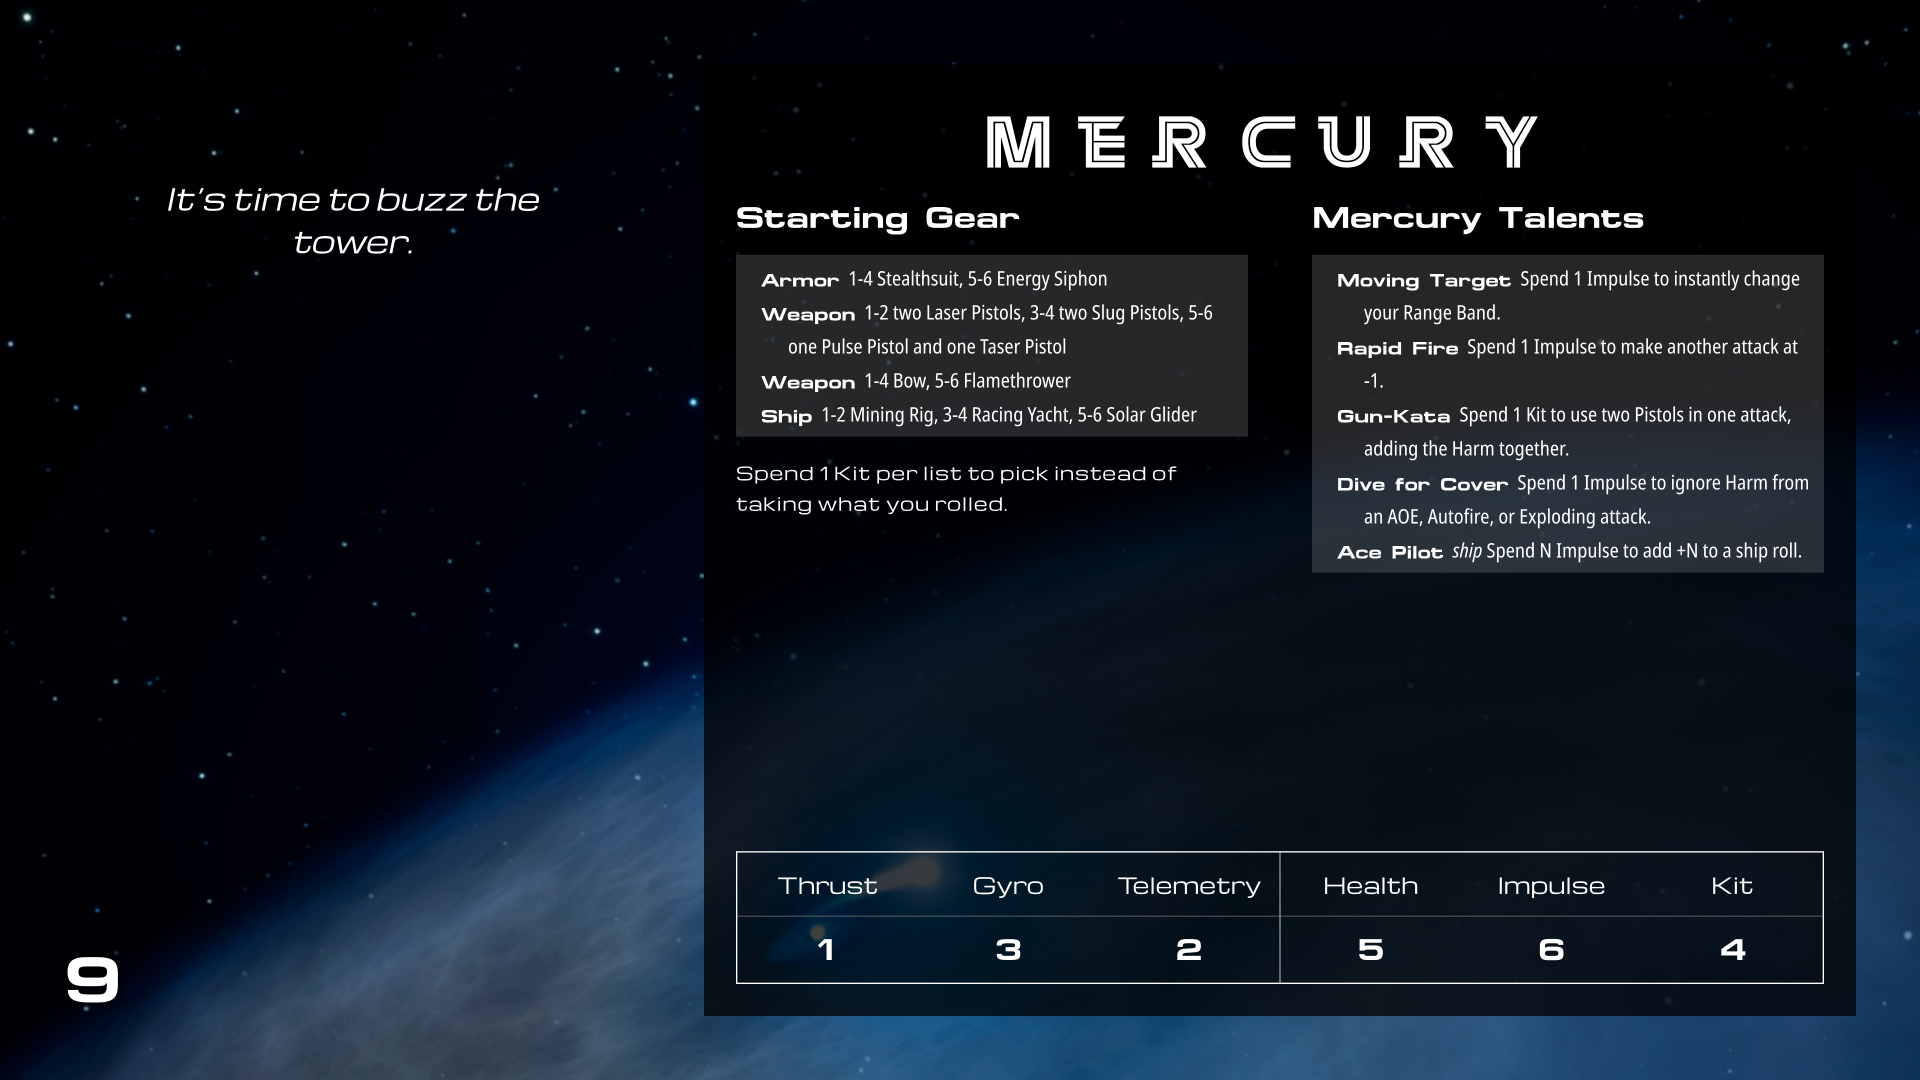 It's time to buzz the
tower.
MERCURY
Starting Gear
Armor 1-4 Stealthsuit, 5-6 Energy Siphon
Weapon 1-2 two Laser Pistols, 3-4 two Slug Pistols, 5-6
one Pulse Pistol and one Taser Pistol
Weapon 1-4 Bow, 5-6 Flamethrower
Ship 1-2 Mining Rig, 3-4 Racing Yacht, 5-6 Solar Glider
Spend 1 Kit per list to pick instead of
taking what you rolled.
Mercury Talents
Moving Target Spend 1 Impulse to instantly change
your Range Band.
Rapid Fire Spend 1 Impulse to make another attack at
-1.
Gun-Kata Spend 1 Kit to use two Pistols in one attack,
adding the Harm together.
Dive for Cover Spend 1 Impulse to ignore Harm from
an AOE, Autofire, or Exploding attack.
Ace Pilot ship Spend N Impulse to add +N to a ship roll.
Thrust Gyro Telemetry Health Impulse Kit
1 3 2 5 6 4
9